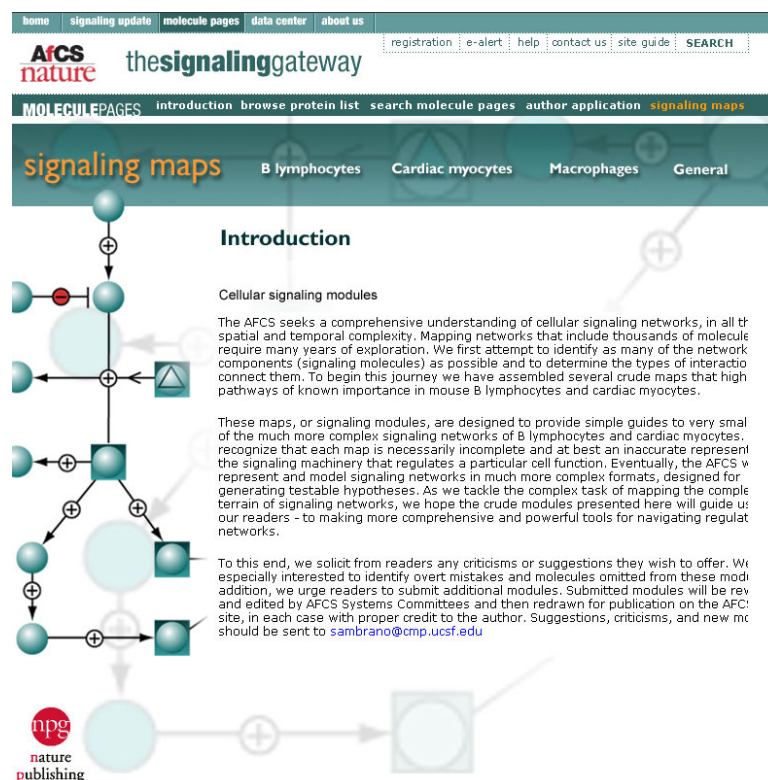 home signaling update molecule pages data center about us
registration e-alert help contact us site guide SEARCH
AfCS
nature
thesignalinggateway
MOLECULEPAGES introduction browse protein list search molecule pages author application signaling maps
signaling maps B lymphocytes Cardiac myocytes Macrophages General
Introduction
Cellular signaling modules
The AFCS seeks a comprehensive understanding of cellular signaling networks, in all th
spatial and temporal complexity. Mapping networks that include thousands of molecule
require many years of exploration. We first attempt to identify as many of the network
components (signaling molecules) as possible and to determine the types of interactio
connect them. To begin this journey we have assembled several crude maps that high
pathways of known importance in mouse B lymphocytes and cardiac myocytes.
These maps, or signaling modules, are designed to provide simple guides to very smal
of the much more complex signaling networks of B lymphocytes and cardiac myocytes.
recognize that each map is necessarily incomplete and at best an inaccurate represent
the signaling machinery that regulates a particular cell function. Eventually, the AFCS w
represent and model signaling networks in much more complex formats, designed for
generating testable hypotheses. As we tackle the complex task of mapping the comple
terrain of signaling networks, we hope the crude modules presented here will guide us
our readers - to making more comprehensive and powerful tools for navigating regulat
networks.
To this end, we solicit from readers any criticisms or suggestions they wish to offer. We
especially interested to identify overt mistakes and molecules omitted from these modu
addition, we urge readers to submit additional modules. Submitted modules will be rev
and edited by AFCS Systems Committees and then redrawn for publication on the AFCS
site, in each case with proper credit to the author. Suggestions, criticisms, and new mo
should be sent to sambrano@cmp.ucsf.edu
npg
nature
publishing